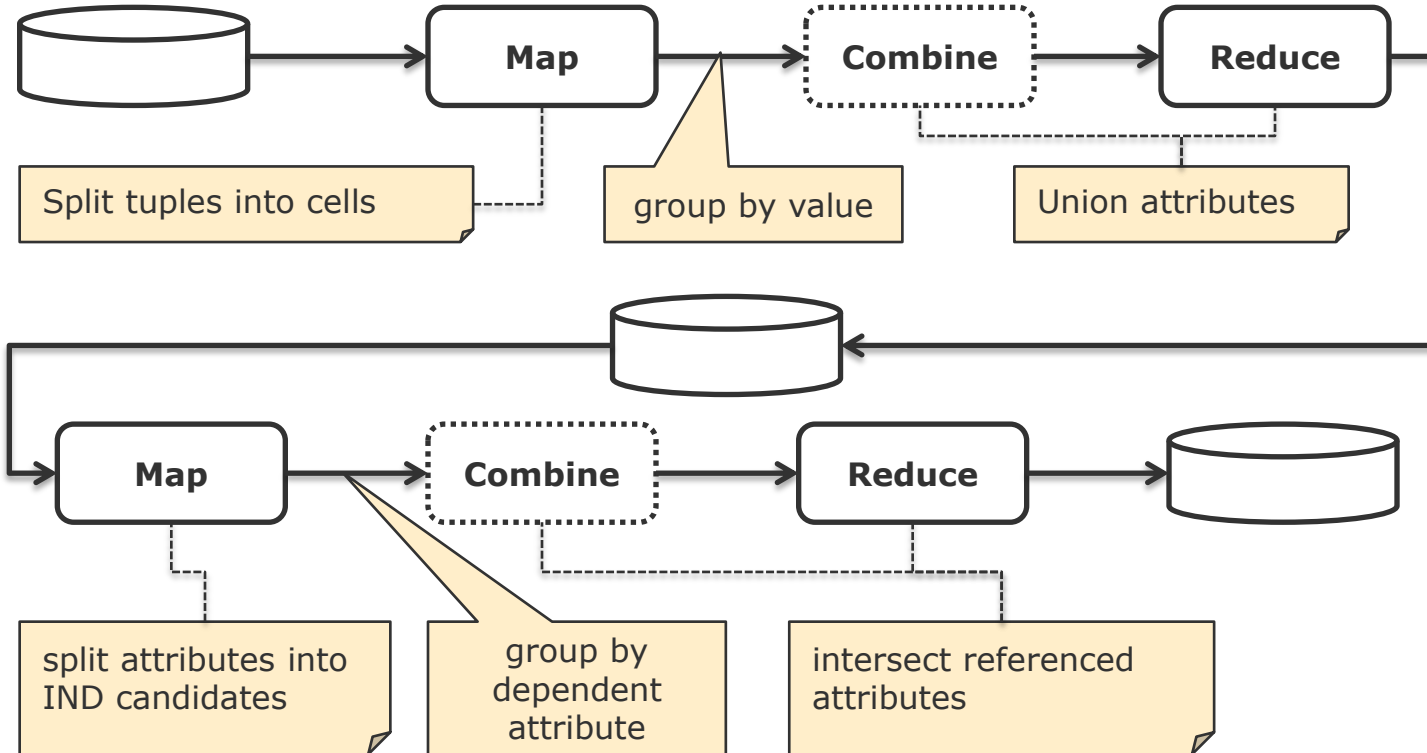 Map
Combine
Reduce
Split tuples into cells
group by value
Union attributes
Map
Combine
Reduce
split attributes into
IND candidates
group by
dependent
attribute
intersect referenced
attributes